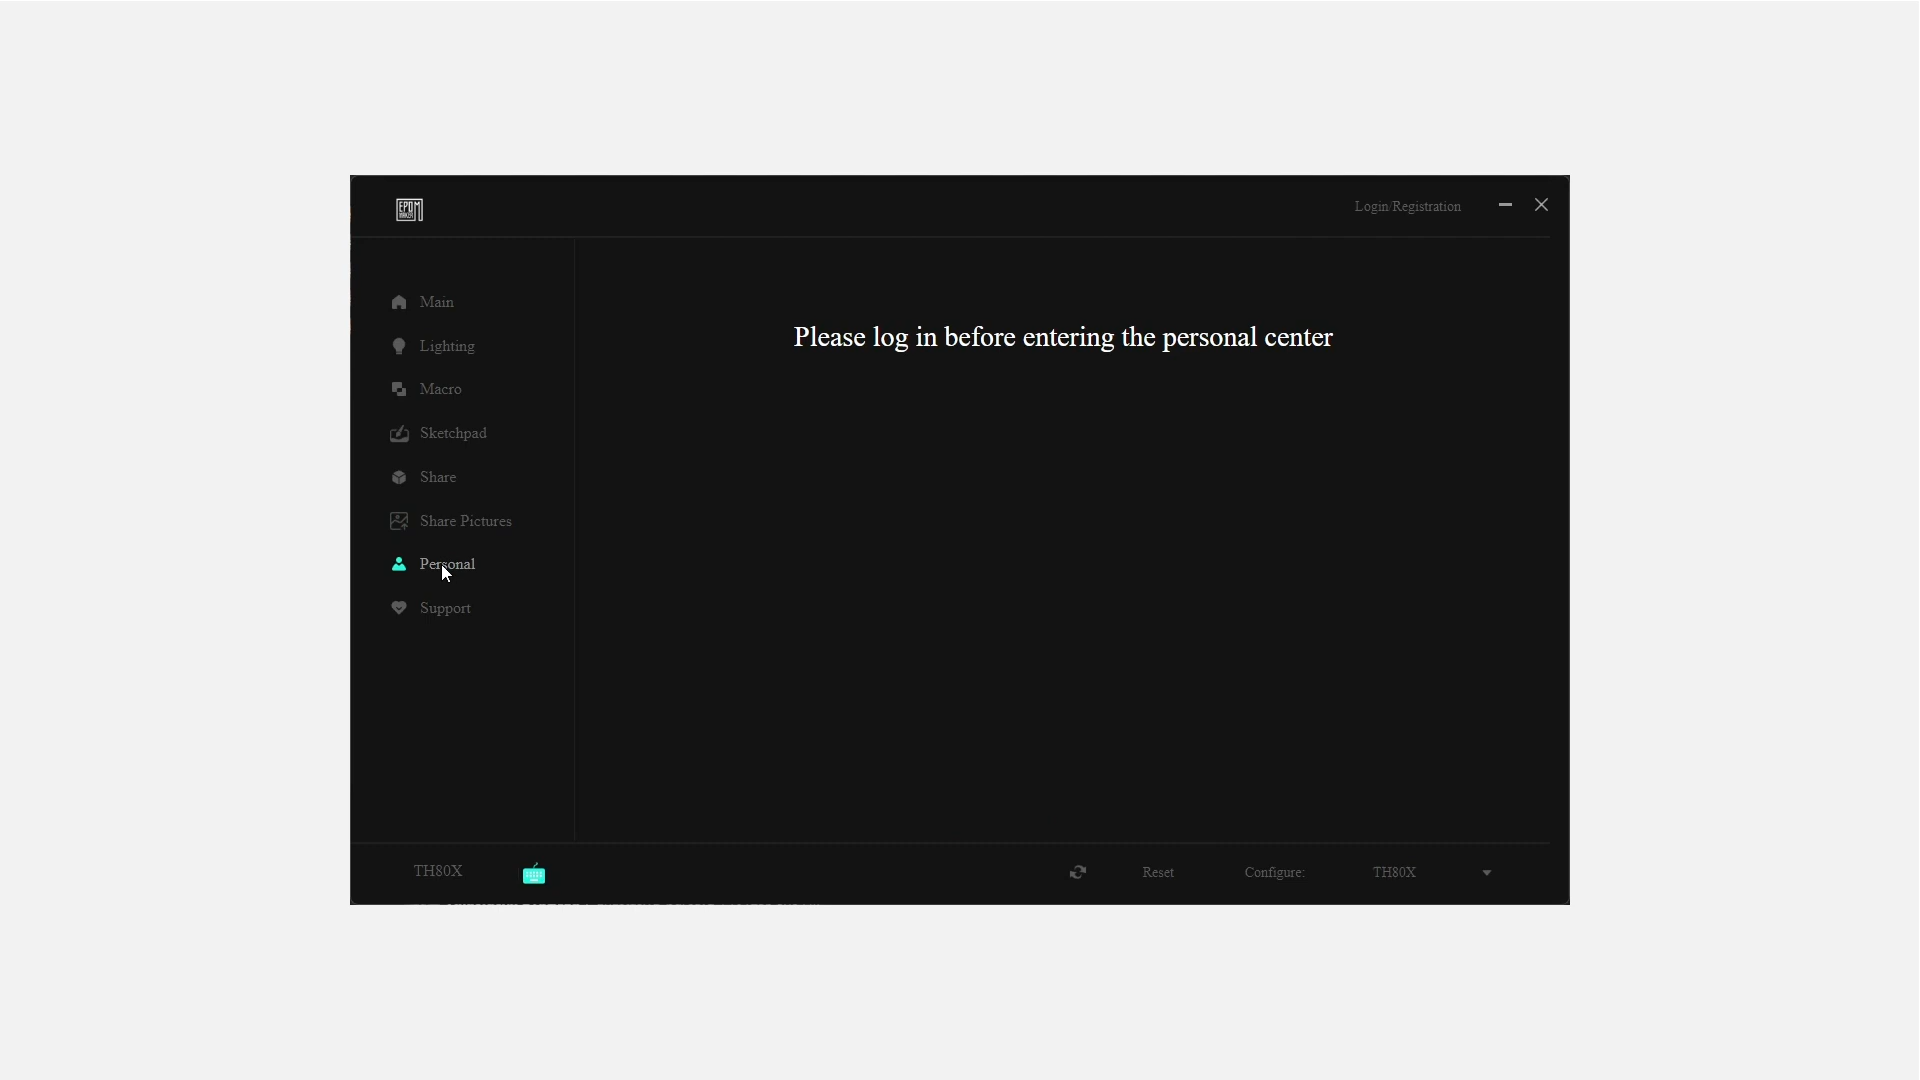 EPOMAKER
Login/Registration
Main
Lighting
Macro
Sketchpad
Share
Share Pictures
Personal
Support
Please log in before entering the personal center
TH80X
Reset
Configure:
TH80X